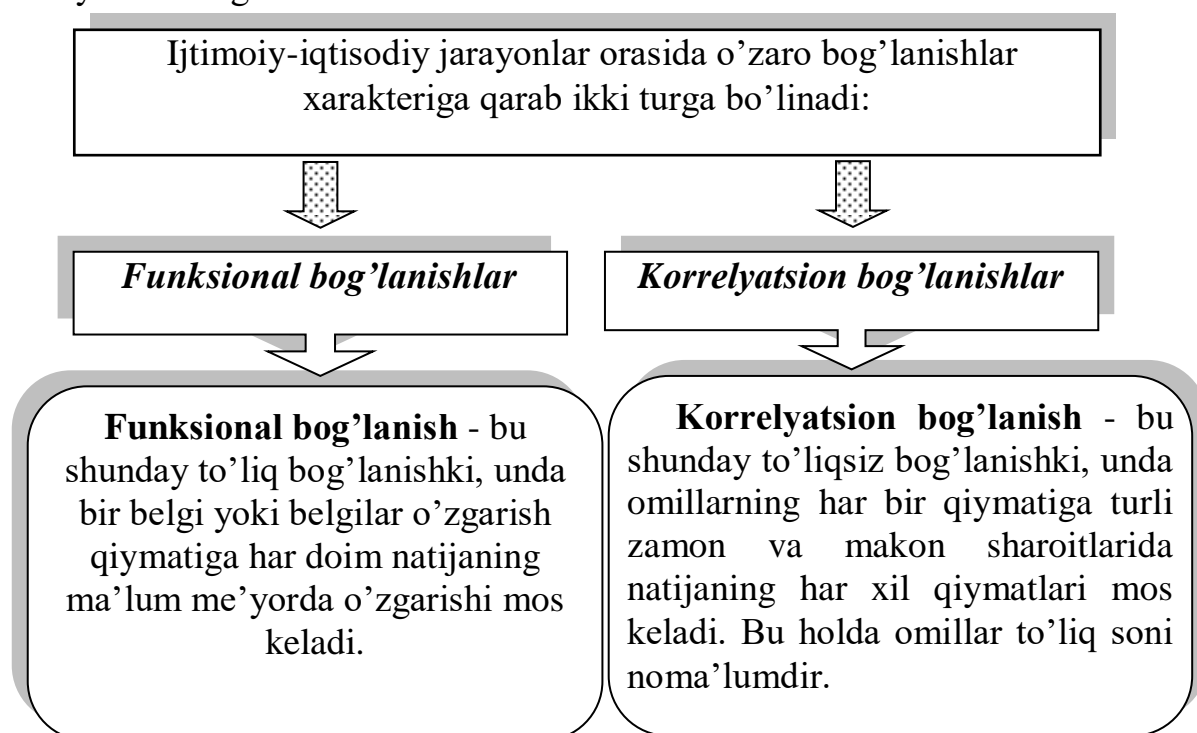 Ijtimoiy-iqtisodiy jarayonlar orasida o’zaro bog’lanishlar
xarakteriga qarab ikki turga bo’linadi:
Funksional bog’lanishlar
Korrelyatsion bog’lanishlar
Funksional bog’lanish - bu
shunday to’liq bog’lanishki, unda
bir belgi yoki belgilar o’zgarish
qiymatiga har doim natijaning
ma’lum me’yorda o’zgarishi mos
keladi.
Korrelyatsion bog’lanish - bu
shunday to’liqsiz bog’lanishki, unda
omillarning har bir qiymatiga turli
zamon va makon sharoitlarida
natijaning har xil qiymatlari mos
keladi. Bu holda omillar to’liq soni
noma’lumdir.